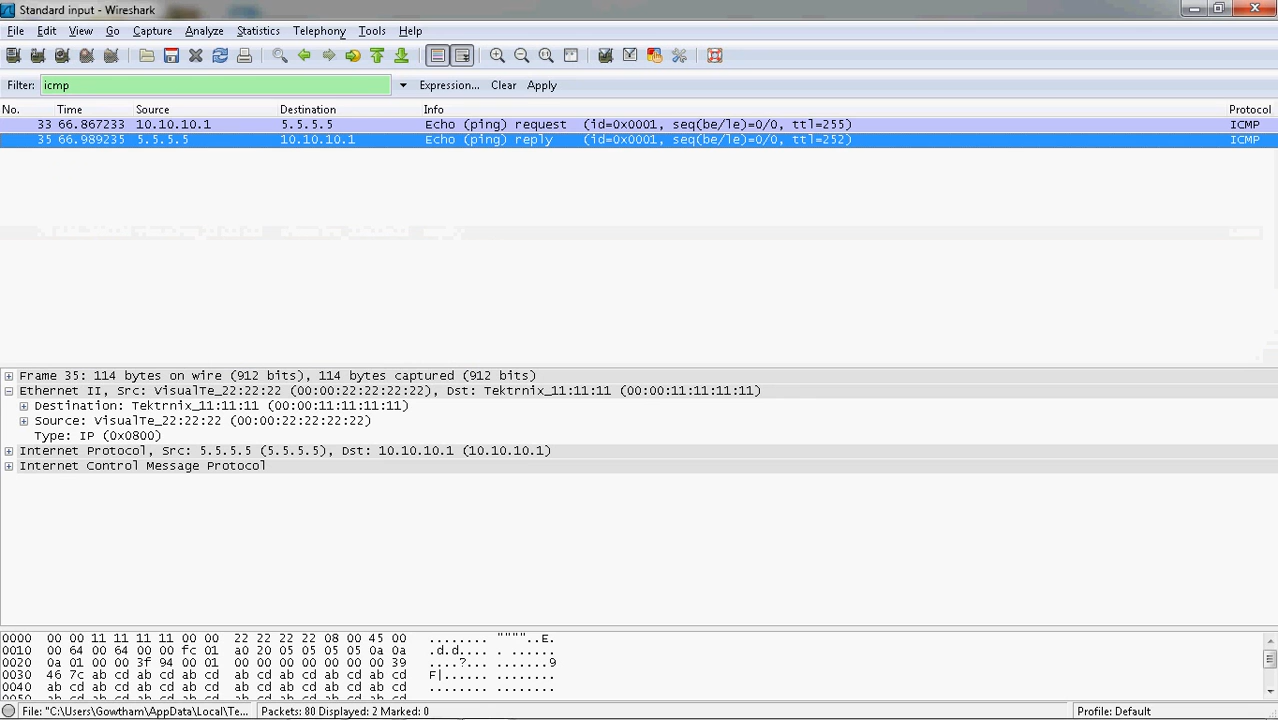 Standard input - Wireshark
File Edit View Go Capture Analyze Statistics Telephony Tools Help
Filter: icmp Expression... Clear Apply
No. Time Source Destination Info Protocol
33 66.867233 10.10.10.1 5.5.5.5 Echo (ping) request (id=0x0001, seq(be/le)=0/0, ttl=255) ICMP
35 66.989235 5.5.5.5 10.10.10.1 Echo (ping) reply (id=0x0001, seq(be/le)=0/0, ttl=252) ICMP
Frame 35: 114 bytes on wire (912 bits), 114 bytes captured (912 bits)
Ethernet II, Src: VisualTe_22:22:22 (00:00:22:22:22:22), Dst: Tektrnix_11:11:11 (00:00:11:11:11:11)
Destination: Tektrnix_11:11:11 (00:00:11:11:11:11)
Source: VisualTe_22:22:22 (00:00:22:22:22:22)
Type: IP (0x0800)
Internet Protocol, Src: 5.5.5.5 (5.5.5.5), Dst: 10.10.10.1 (10.10.10.1)
Internet Control Message Protocol
0000 00 00 11 11 11 11 00 00 22 22 22 22 08 00 45 00 ........ """"..E.
0010 00 64 00 64 00 00 fc 01 a0 20 05 05 05 05 0a 0a .d.d.... . ......
0020 0a 01 00 00 3f 94 00 01 00 00 00 00 00 00 00 39 ....?... .......9
0030 46 7c ab cd ab cd ab cd ab cd ab cd ab cd ab cd F|...... ........
0040 ab cd ab cd ab cd ab cd ab cd ab cd ab cd ab cd ........ ........
File: "C:\Users\Gowtham\AppData\Local\Te... Packets: 80 Displayed: 2 Marked: 0 Profile: Default